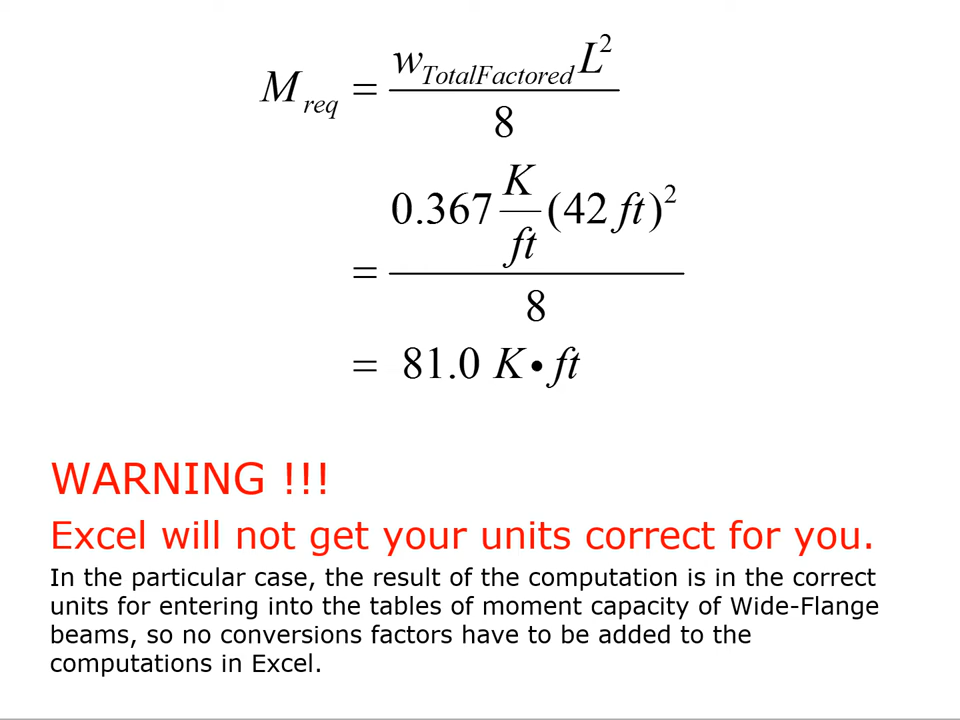 M_req = w_TotalFactored L² / 8
= 0.367 K/ft (42 ft)² / 8
= 81.0 K • ft
WARNING !!!
Excel will not get your units correct for you.
In the particular case, the result of the computation is in the correct
units for entering into the tables of moment capacity of Wide-Flange
beams, so no conversions factors have to be added to the
computations in Excel.